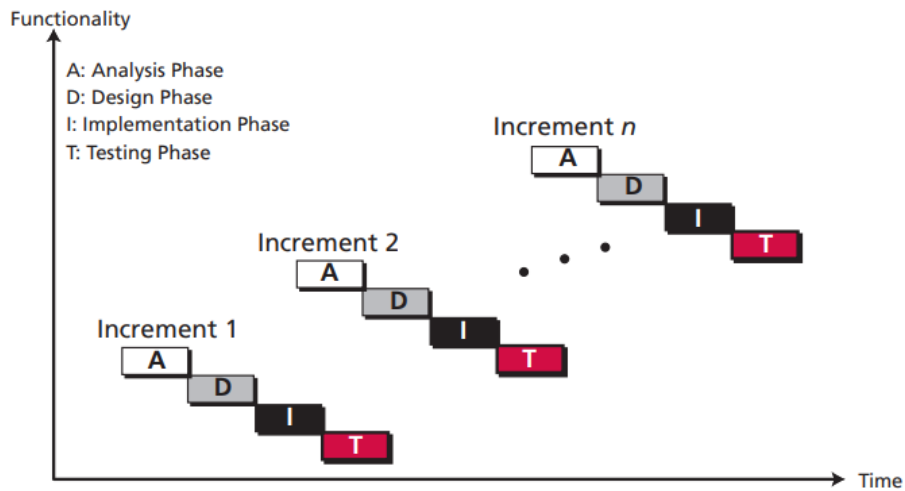 Functionality
A: Analysis Phase
D: Design Phase
I: Implementation Phase
T: Testing Phase
Increment n
A
D
I
T
Increment 2
A
D
I
T
Increment 1
A
D
I
T
Time